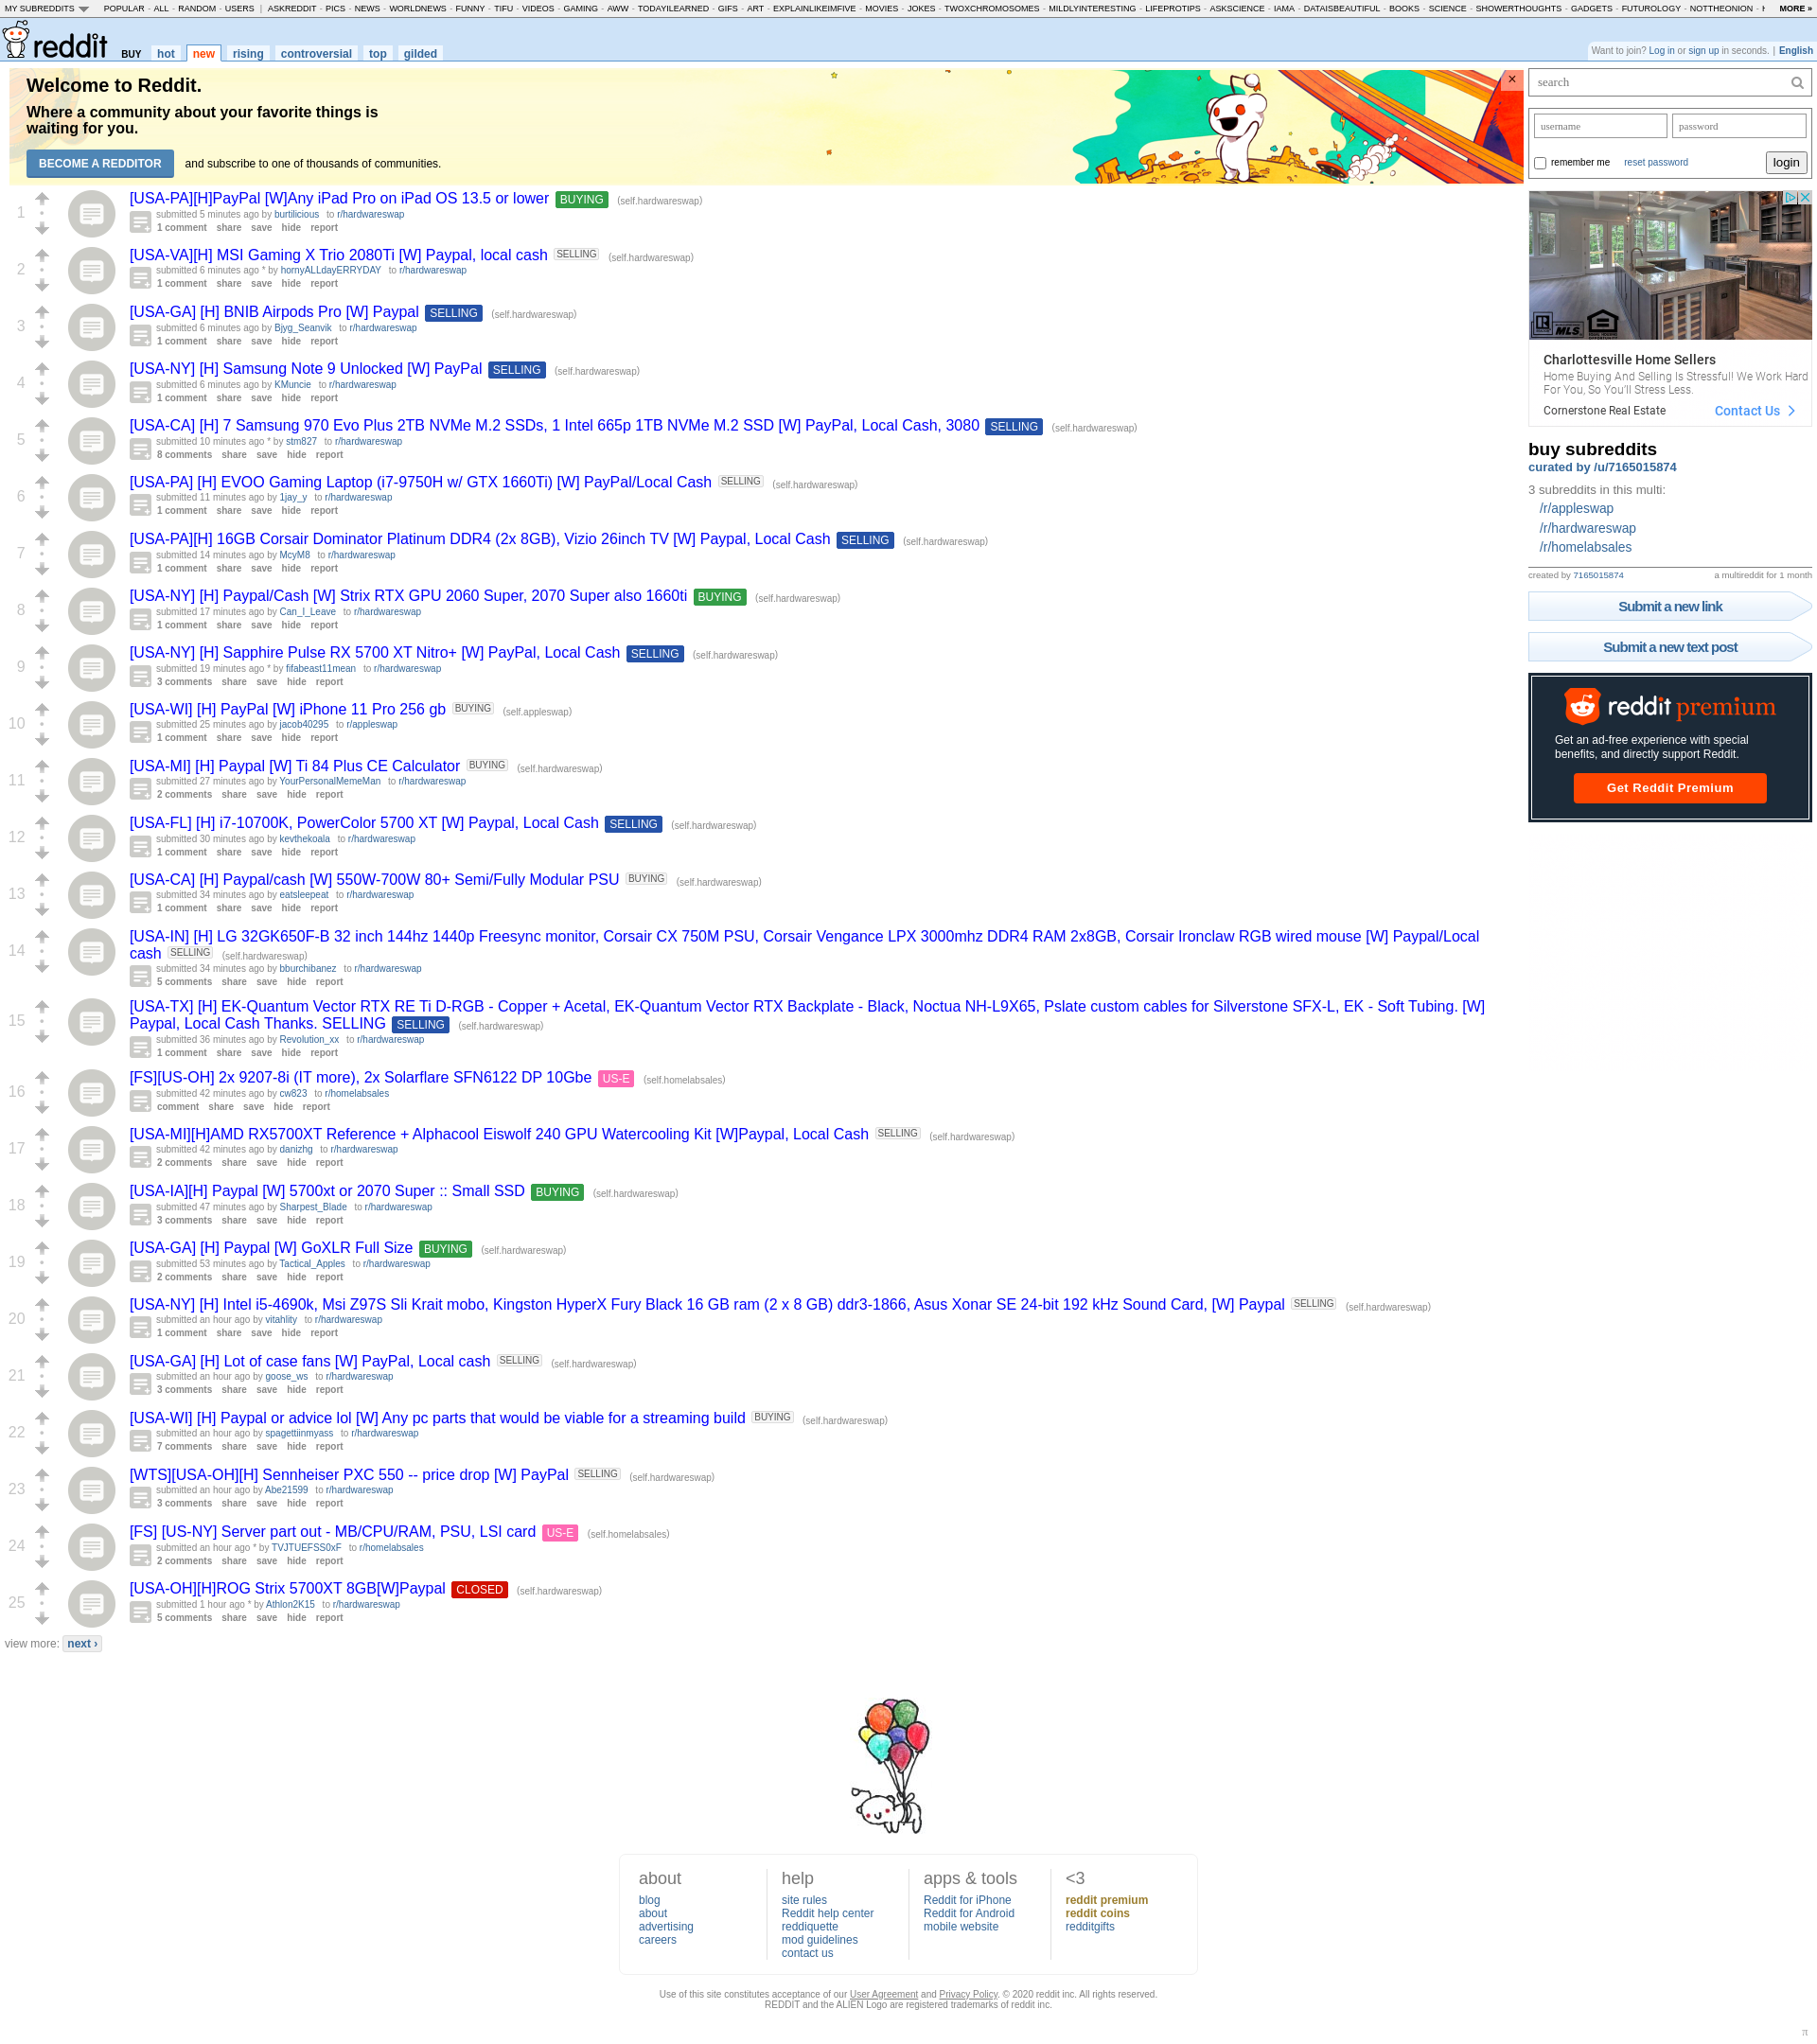 MY SUBREDDITS POPULAR - ALL - RANDOM - USERS | ASKREDDIT - PICS - NEWS - WORLDNEWS - FUNNY - TIFU - VIDEOS - GAMING - AWW - TODAYILEARNED - GIFS - ART - EXPLAINLIKEIMFIVE - MOVIES - JOKES - TWOXCHROMOSOMES - MILDLYINTERESTING - LIFEPROTIPS - ASKSCIENCE - IAMA - DATAISBEAUTIFUL - BOOKS - SCIENCE - SHOWERTHOUGHTS - GADGETS - FUTUROLOGY - NOTTHEONION - MORE »
reddit BUY hot new rising controversial top gilded
Want to join? Log in or sign up in seconds. | English
Welcome to Reddit.
Where a community about your favorite things is
waiting for you.
BECOME A REDDITOR and subscribe to one of thousands of communities.
×
1
[USA-PA][H]PayPal [W]Any iPad Pro on iPad OS 13.5 or lower BUYING (self.hardwareswap)
submitted 5 minutes ago by burtilicious to r/hardwareswap
1 comment share save hide report
2
[USA-VA][H] MSI Gaming X Trio 2080Ti [W] Paypal, local cash SELLING (self.hardwareswap)
submitted 6 minutes ago * by hornyALLdayERRYDAY to r/hardwareswap
1 comment share save hide report
3
[USA-GA] [H] BNIB Airpods Pro [W] Paypal SELLING (self.hardwareswap)
submitted 6 minutes ago by Bjyg_Seanvik to r/hardwareswap
1 comment share save hide report
4
[USA-NY] [H] Samsung Note 9 Unlocked [W] PayPal SELLING (self.hardwareswap)
submitted 6 minutes ago by KMuncie to r/hardwareswap
1 comment share save hide report
5
[USA-CA] [H] 7 Samsung 970 Evo Plus 2TB NVMe M.2 SSDs, 1 Intel 665p 1TB NVMe M.2 SSD [W] PayPal, Local Cash, 3080 SELLING (self.hardwareswap)
submitted 10 minutes ago * by stm827 to r/hardwareswap
8 comments share save hide report
6
[USA-PA] [H] EVOO Gaming Laptop (i7-9750H w/ GTX 1660Ti) [W] PayPal/Local Cash SELLING (self.hardwareswap)
submitted 11 minutes ago by 1jay_y to r/hardwareswap
1 comment share save hide report
7
[USA-PA][H] 16GB Corsair Dominator Platinum DDR4 (2x 8GB), Vizio 26inch TV [W] Paypal, Local Cash SELLING (self.hardwareswap)
submitted 14 minutes ago by McyM8 to r/hardwareswap
1 comment share save hide report
8
[USA-NY] [H] Paypal/Cash [W] Strix RTX GPU 2060 Super, 2070 Super also 1660ti BUYING (self.hardwareswap)
submitted 17 minutes ago by Can_I_Leave to r/hardwareswap
1 comment share save hide report
9
[USA-NY] [H] Sapphire Pulse RX 5700 XT Nitro+ [W] PayPal, Local Cash SELLING (self.hardwareswap)
submitted 19 minutes ago * by fifabeast11mean to r/hardwareswap
3 comments share save hide report
10
[USA-WI] [H] PayPal [W] iPhone 11 Pro 256 gb BUYING (self.appleswap)
submitted 25 minutes ago by jacob40295 to r/appleswap
1 comment share save hide report
11
[USA-MI] [H] Paypal [W] Ti 84 Plus CE Calculator BUYING (self.hardwareswap)
submitted 27 minutes ago by YourPersonalMemeMan to r/hardwareswap
2 comments share save hide report
12
[USA-FL] [H] i7-10700K, PowerColor 5700 XT [W] Paypal, Local Cash SELLING (self.hardwareswap)
submitted 30 minutes ago by kevthekoala to r/hardwareswap
1 comment share save hide report
13
[USA-CA] [H] Paypal/cash [W] 550W-700W 80+ Semi/Fully Modular PSU BUYING (self.hardwareswap)
submitted 34 minutes ago by eatsleepeat to r/hardwareswap
1 comment share save hide report
14
[USA-IN] [H] LG 32GK650F-B 32 inch 144hz 1440p Freesync monitor, Corsair CX 750M PSU, Corsair Vengance LPX 3000mhz DDR4 RAM 2x8GB, Corsair Ironclaw RGB wired mouse [W] Paypal/Local
cash SELLING (self.hardwareswap)
submitted 34 minutes ago by bburchibanez to r/hardwareswap
5 comments share save hide report
15
[USA-TX] [H] EK-Quantum Vector RTX RE Ti D-RGB - Copper + Acetal, EK-Quantum Vector RTX Backplate - Black, Noctua NH-L9X65, Pslate custom cables for Silverstone SFX-L, EK - Soft Tubing. [W]
Paypal, Local Cash Thanks. SELLING SELLING (self.hardwareswap)
submitted 36 minutes ago by Revolution_xx to r/hardwareswap
1 comment share save hide report
16
[FS][US-OH] 2x 9207-8i (IT more), 2x Solarflare SFN6122 DP 10Gbe US-E (self.homelabsales)
submitted 42 minutes ago by cw823 to r/homelabsales
comment share save hide report
17
[USA-MI][H]AMD RX5700XT Reference + Alphacool Eiswolf 240 GPU Watercooling Kit [W]Paypal, Local Cash SELLING (self.hardwareswap)
submitted 42 minutes ago by danizhg to r/hardwareswap
2 comments share save hide report
18
[USA-IA][H] Paypal [W] 5700xt or 2070 Super :: Small SSD BUYING (self.hardwareswap)
submitted 47 minutes ago by Sharpest_Blade to r/hardwareswap
3 comments share save hide report
19
[USA-GA] [H] Paypal [W] GoXLR Full Size BUYING (self.hardwareswap)
submitted 53 minutes ago by Tactical_Apples to r/hardwareswap
2 comments share save hide report
20
[USA-NY] [H] Intel i5-4690k, Msi Z97S Sli Krait mobo, Kingston HyperX Fury Black 16 GB ram (2 x 8 GB) ddr3-1866, Asus Xonar SE 24-bit 192 kHz Sound Card, [W] Paypal SELLING (self.hardwareswap)
submitted an hour ago by vitahlity to r/hardwareswap
1 comment share save hide report
21
[USA-GA] [H] Lot of case fans [W] PayPal, Local cash SELLING (self.hardwareswap)
submitted an hour ago by goose_ws to r/hardwareswap
3 comments share save hide report
22
[USA-WI] [H] Paypal or advice lol [W] Any pc parts that would be viable for a streaming build BUYING (self.hardwareswap)
submitted an hour ago by spagettiinmyass to r/hardwareswap
7 comments share save hide report
23
[WTS][USA-OH][H] Sennheiser PXC 550 -- price drop [W] PayPal SELLING (self.hardwareswap)
submitted an hour ago by Abe21599 to r/hardwareswap
3 comments share save hide report
24
[FS] [US-NY] Server part out - MB/CPU/RAM, PSU, LSI card US-E (self.homelabsales)
submitted an hour ago * by TVJTUEFSS0xF to r/homelabsales
2 comments share save hide report
25
[USA-OH][H]ROG Strix 5700XT 8GB[W]Paypal CLOSED (self.hardwareswap)
submitted 1 hour ago * by Athlon2K15 to r/hardwareswap
5 comments share save hide report
view more: next ›
search
username password
remember me reset password login
R MLS
Charlottesville Home Sellers
Home Buying And Selling Is Stressful! We Work Hard
For You, So You'll Stress Less.
Cornerstone Real Estate Contact Us
buy subreddits
curated by /u/7165015874
3 subreddits in this multi:
/r/appleswap
/r/hardwareswap
/r/homelabsales
created by 7165015874 a multireddit for 1 month
Submit a new link
Submit a new text post
reddit premium
Get an ad-free experience with special
benefits, and directly support Reddit.
Get Reddit Premium
about
blog
about
advertising
careers
help
site rules
Reddit help center
reddiquette
mod guidelines
contact us
apps & tools
Reddit for iPhone
Reddit for Android
mobile website
<3
reddit premium
reddit coins
redditgifts
Use of this site constitutes acceptance of our User Agreement and Privacy Policy. © 2020 reddit inc. All rights reserved.
REDDIT and the ALIEN Logo are registered trademarks of reddit inc.
π